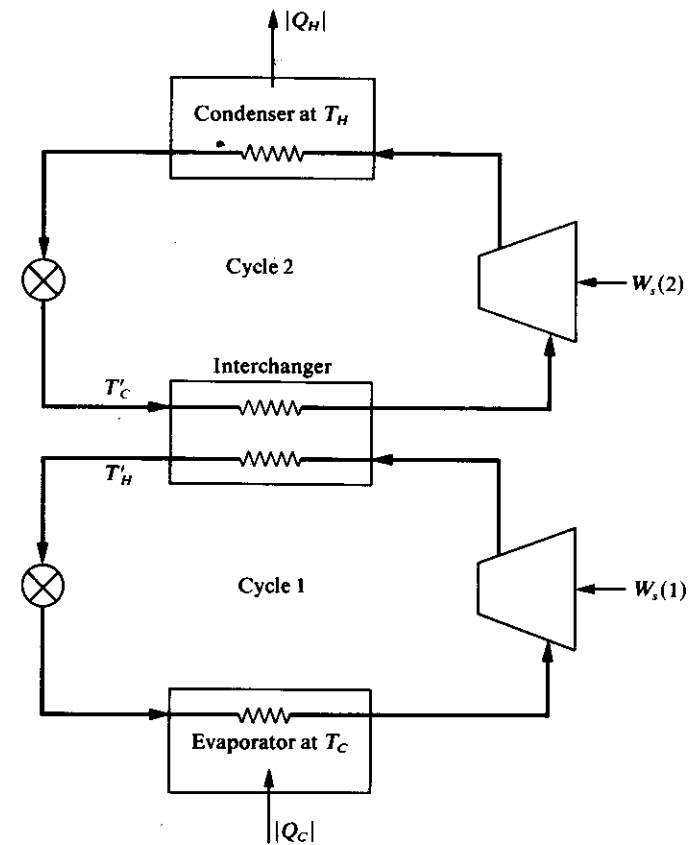 |Q_H|
Condenser at T_H
Cycle 2
W_s(2)
Interchanger
T'_C
T'_H
Cycle 1
W_s(1)
Evaporator at T_C
|Q_C|